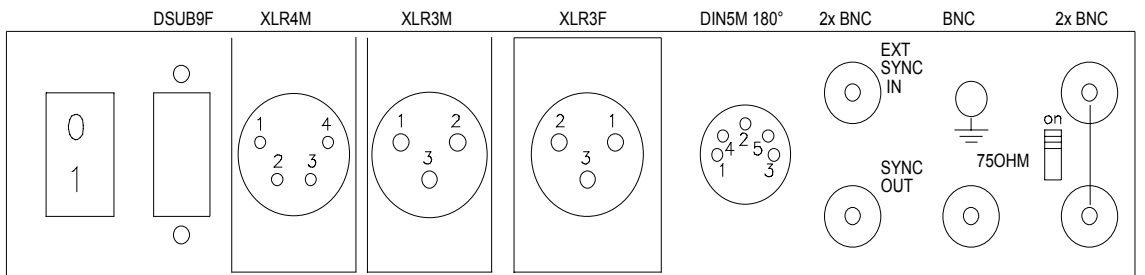 DSUB9F XLR4M XLR3M XLR3F DIN5M 180° 2x BNC BNC 2x BNC
0
1
1 4
2 3
1 2
3
2 1
3
2
4 5
1 3
EXT
SYNC
IN
SYNC
OUT
on
75OHM